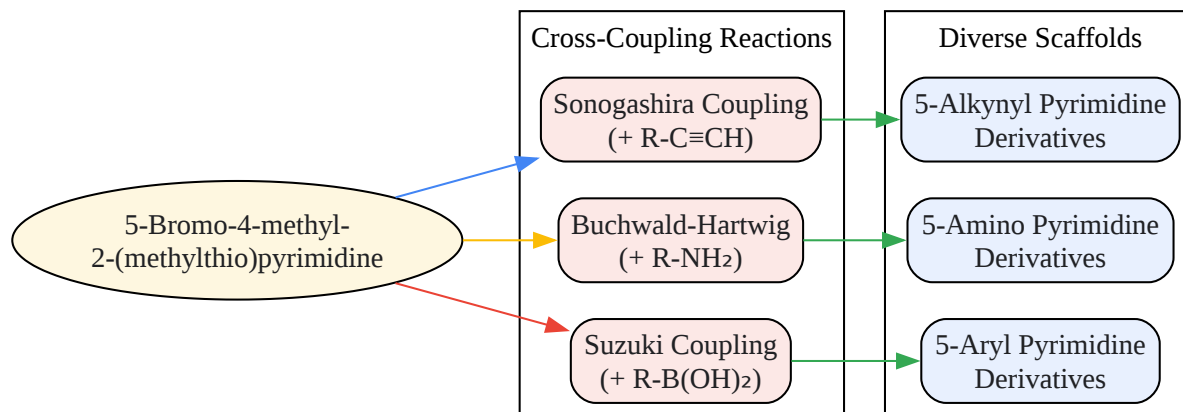 Cross-Coupling Reactions
Diverse Scaffolds
5-Bromo-4-methyl-
2-(methylthio)pyrimidine
Sonogashira Coupling
(+ R-C≡CH)
5-Alkynyl Pyrimidine
Derivatives
Buchwald-Hartwig
(+ R-NH₂)
5-Amino Pyrimidine
Derivatives
Suzuki Coupling
(+ R-B(OH)₂)
5-Aryl Pyrimidine
Derivatives